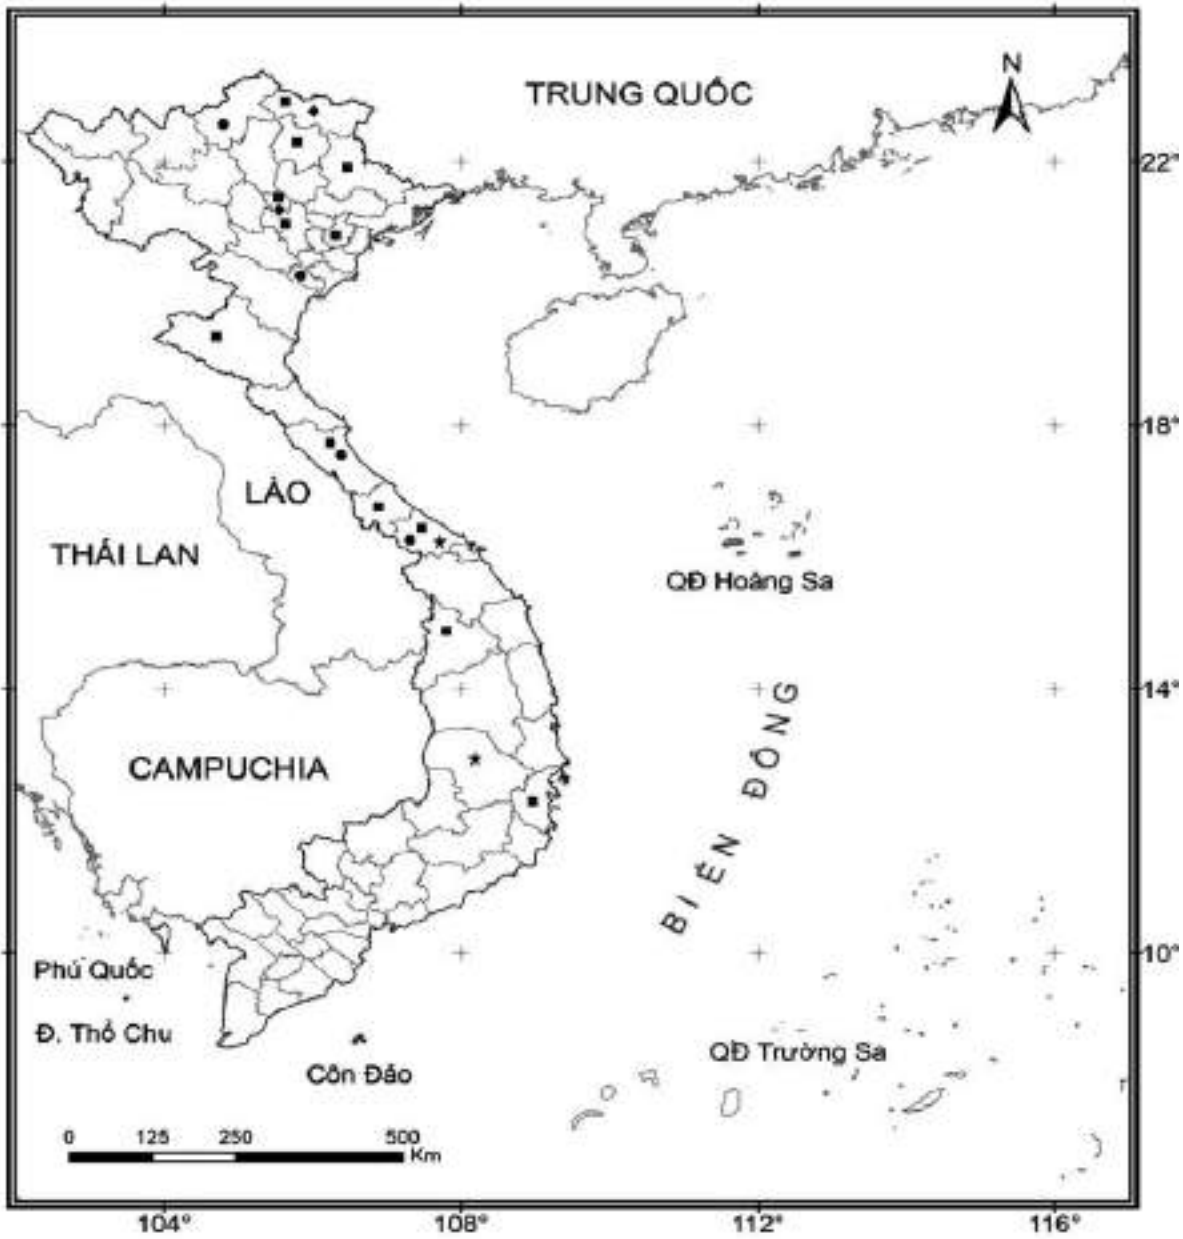 N
TRUNG QUỐC
22°
18°
LÀO
THÁI LAN
QĐ Hoàng Sa
14°
CAMPUCHIA
BIỂN ĐÔNG
10°
Phú Quốc
Đ. Thổ Chu
QĐ Trường Sa
Côn Đảo
0 125 250 500
Km
104° 108° 112° 116°